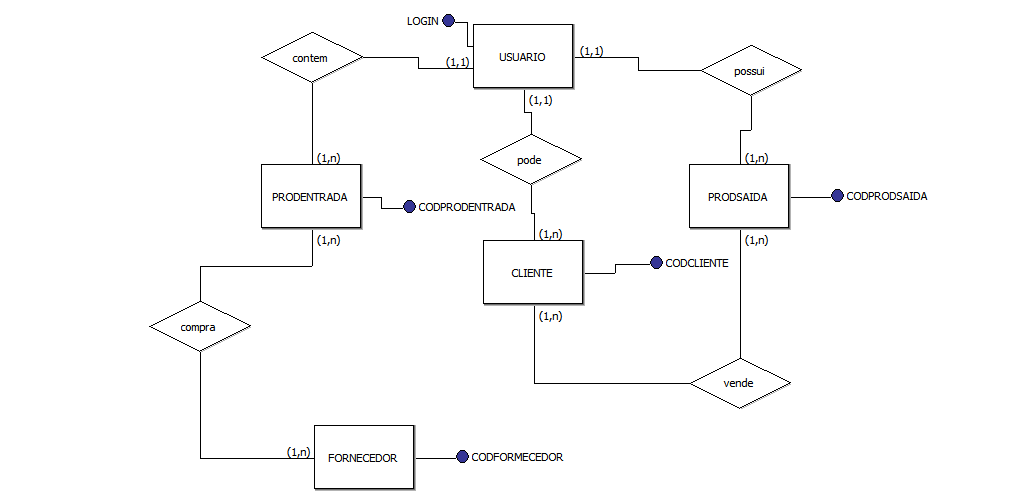 LOGIN
USUARIO
(1,1)
(1,1)
contem
possui
(1,1)
pode
(1,n)
(1,n)
PRODENTRADA
CODPRODENTRADA
PRODSAIDA
CODPRODSAIDA
(1,n)
(1,n)
(1,n)
CLIENTE
CODCLIENTE
(1,n)
compra
vende
(1,n)
FORNECEDOR
CODFORMECEDOR